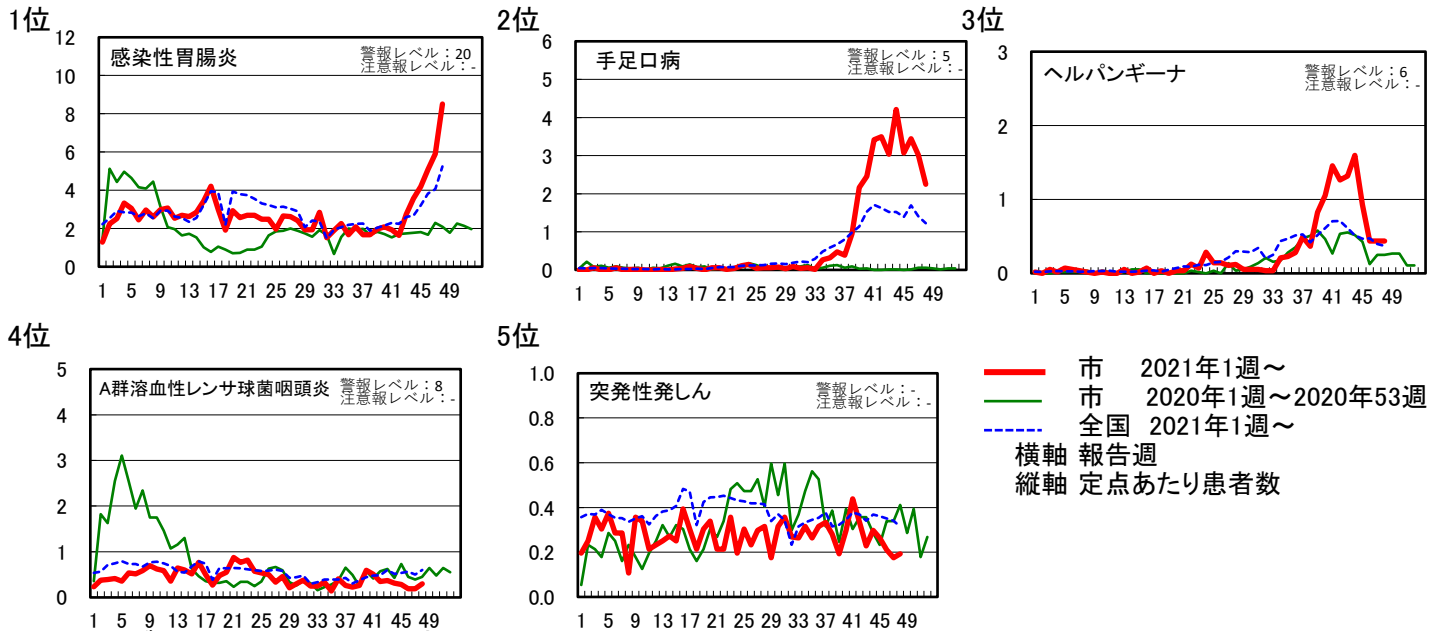 1位
感染性胃腸炎
警報レベル：20
注意報レベル：-
12
10
8
6
4
2
0
1 5 9 13 17 21 25 29 33 37 41 45 49
2位
手足口病
警報レベル：5
注意報レベル：-
6
5
4
3
2
1
0
1 5 9 13 17 21 25 29 33 37 41 45 49
3位
ヘルパンギーナ
警報レベル：6
注意報レベル：-
3
2
1
0
1 5 9 13 17 21 25 29 33 37 41 45 49
4位
A群溶血性レンサ球菌咽頭炎
警報レベル：8
注意報レベル：-
5
4
3
2
1
0
1 5 9 13 17 21 25 29 33 37 41 45 49
5位
突発性発しん
警報レベル：-
注意報レベル：-
1.0
0.8
0.6
0.4
0.2
0.0
1 5 9 13 17 21 25 29 33 37 41 45 49
市 2021年1週～
市 2020年1週～2020年53週
全国 2021年1週～
横軸 報告週
縦軸 定点あたり患者数